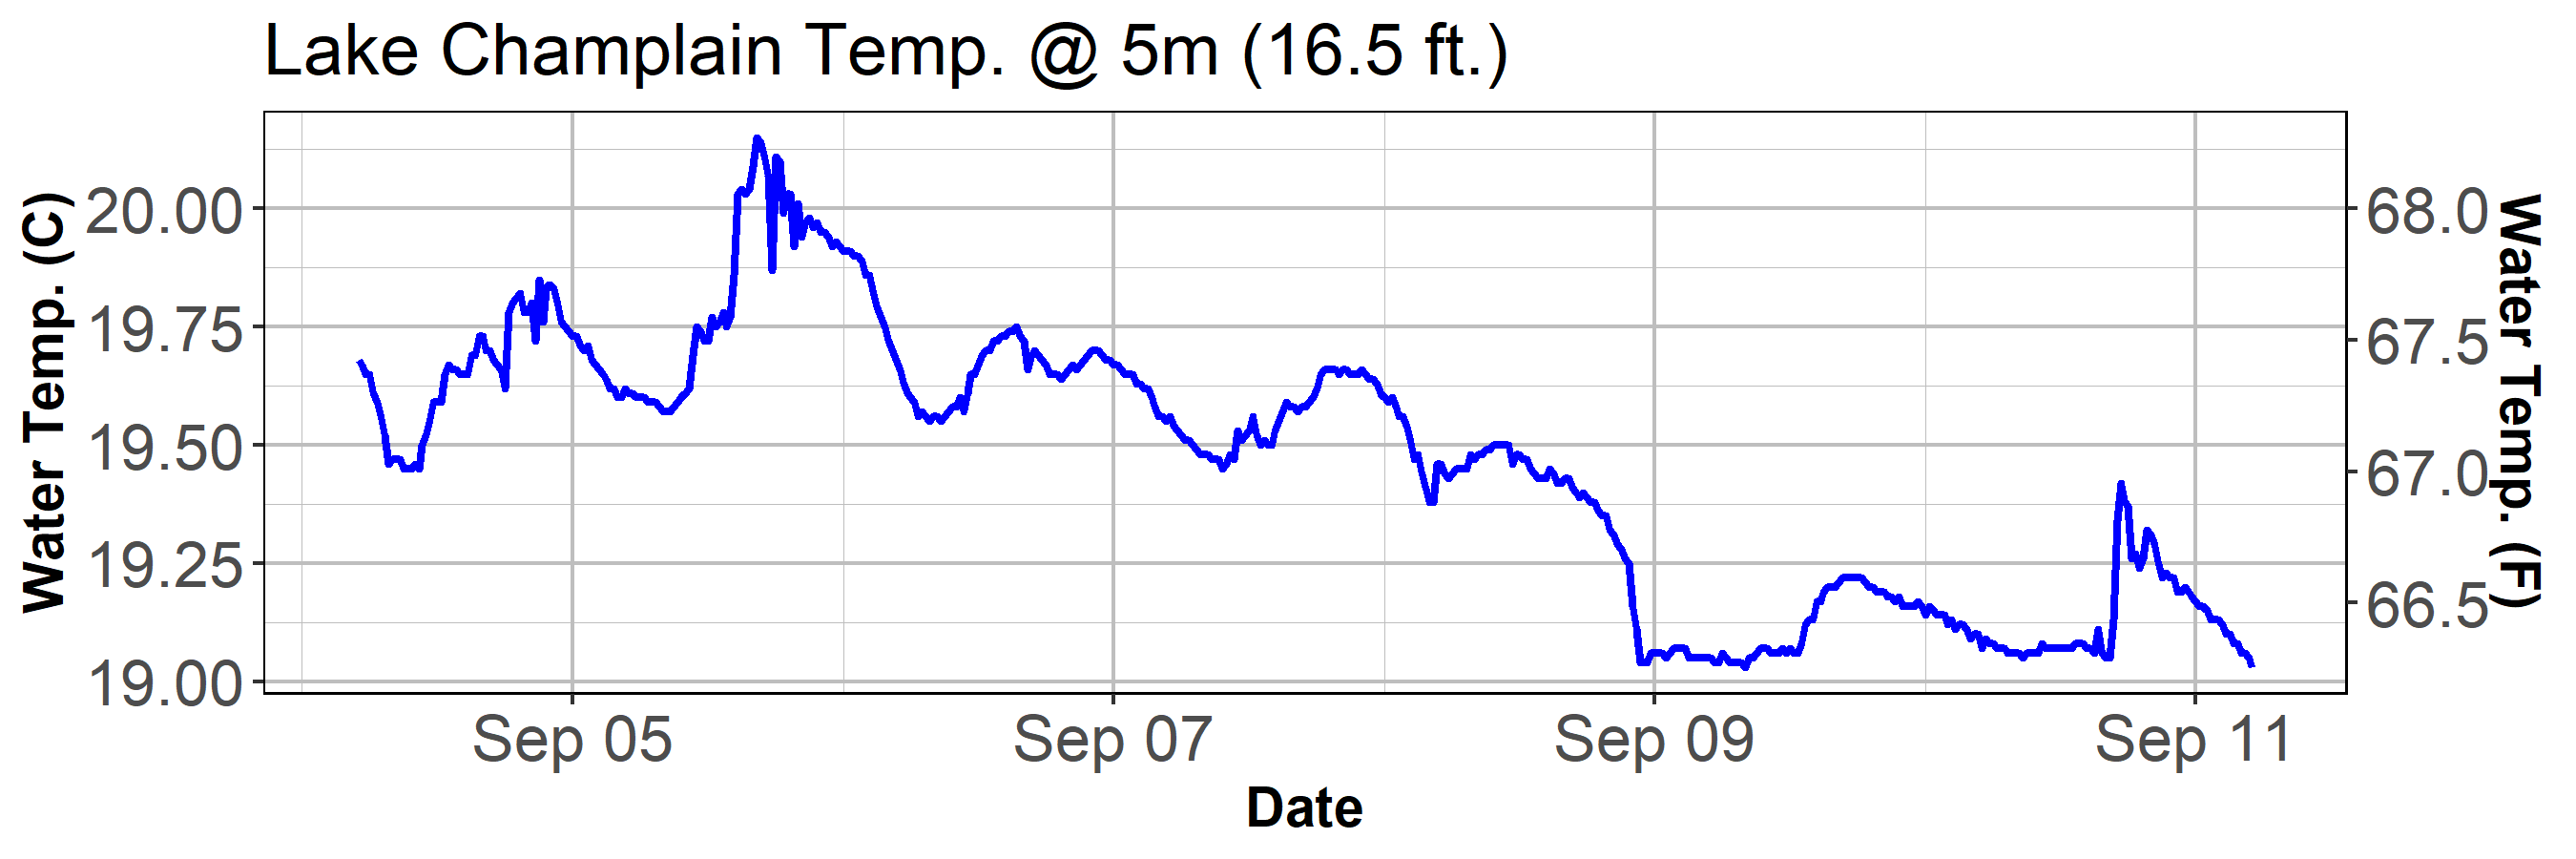 Lake Champlain Temp. @ 5m (16.5 ft.)
Water Temp. (C)
20.00
19.75
19.50
19.25
19.00
68.0
67.5
67.0
66.5
Water Temp. (F)
Sep 05
Sep 07
Sep 09
Sep 11
Date